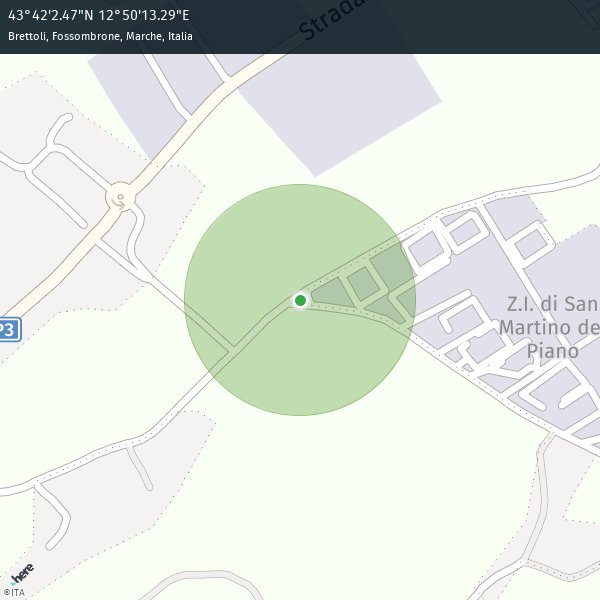 43°42'2.47"N 12°50'13.29"E
Brettoli, Fossombrone, Marche, Italia
Strada
P3
Z.I. di San
Martino de
Piano
here
©ITA